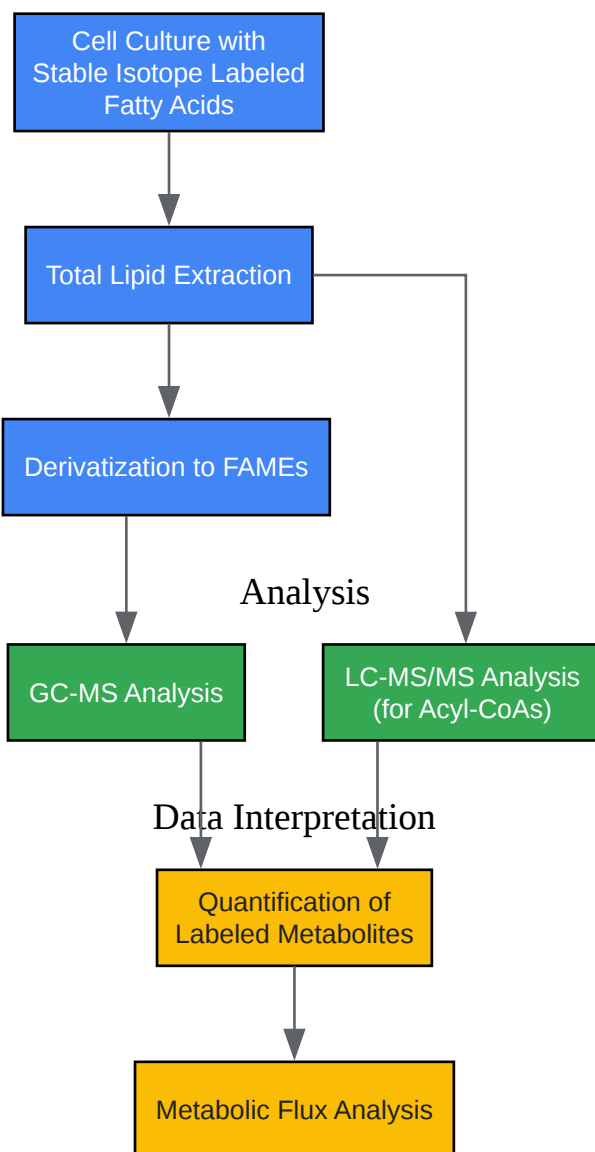 Cell Culture with
Stable Isotope Labeled
Fatty Acids
Total Lipid Extraction
Derivatization to FAMEs
Analysis
GC-MS Analysis
LC-MS/MS Analysis
(for Acyl-CoAs)
Data Interpretation
Quantification of
Labeled Metabolites
Metabolic Flux Analysis